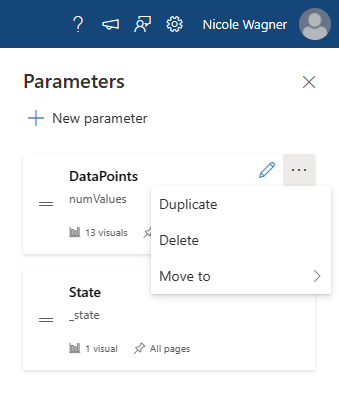 Nicole Wagner
Parameters
New parameter
DataPoints
numValues
13 visuals
Duplicate
Delete
Move to
State
_state
1 visual
All pages